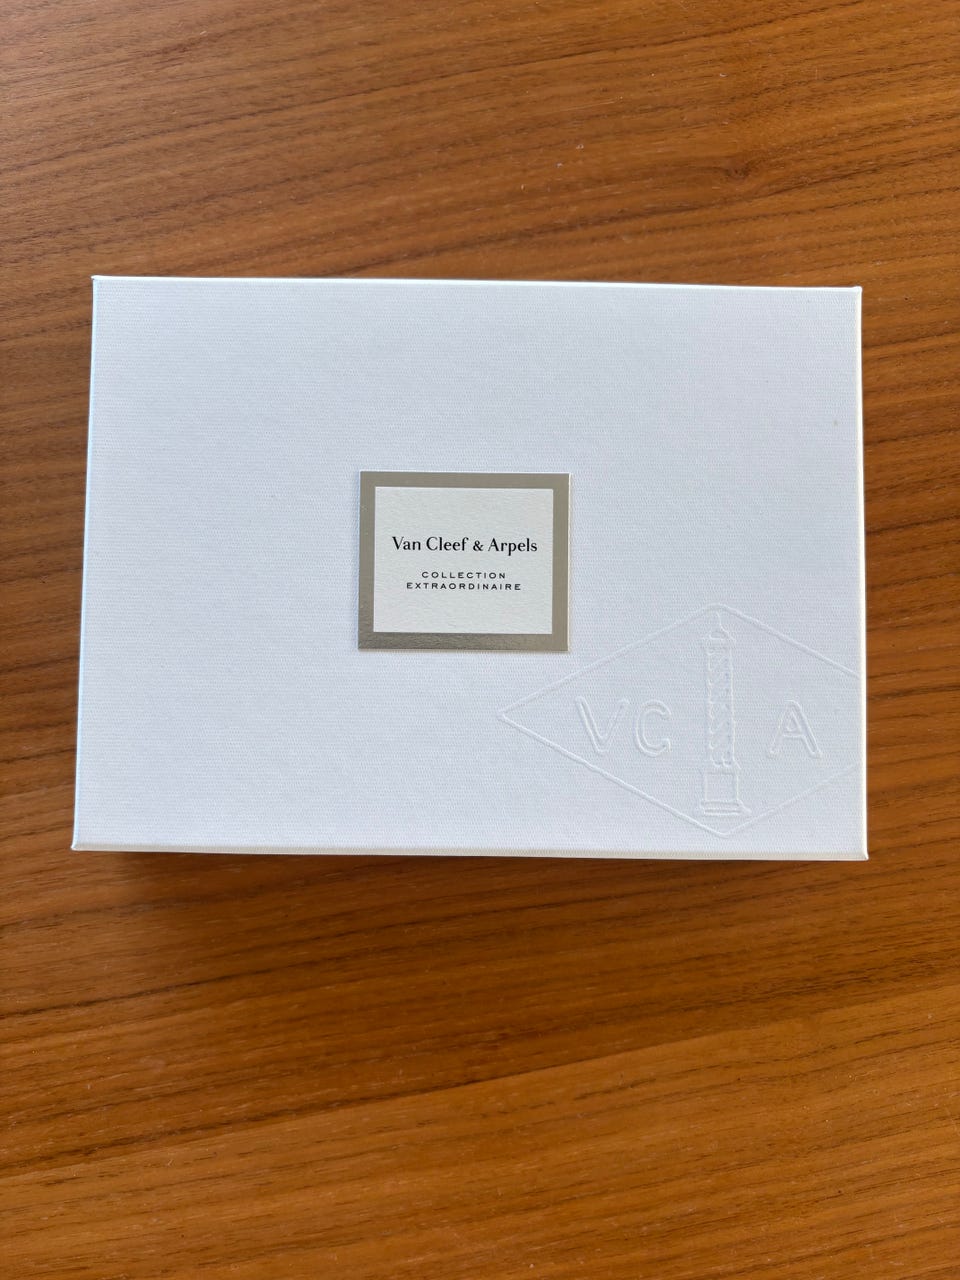 Van Cleef & Arpels
COLLECTION
EXTRAORDINAIRE
VC A